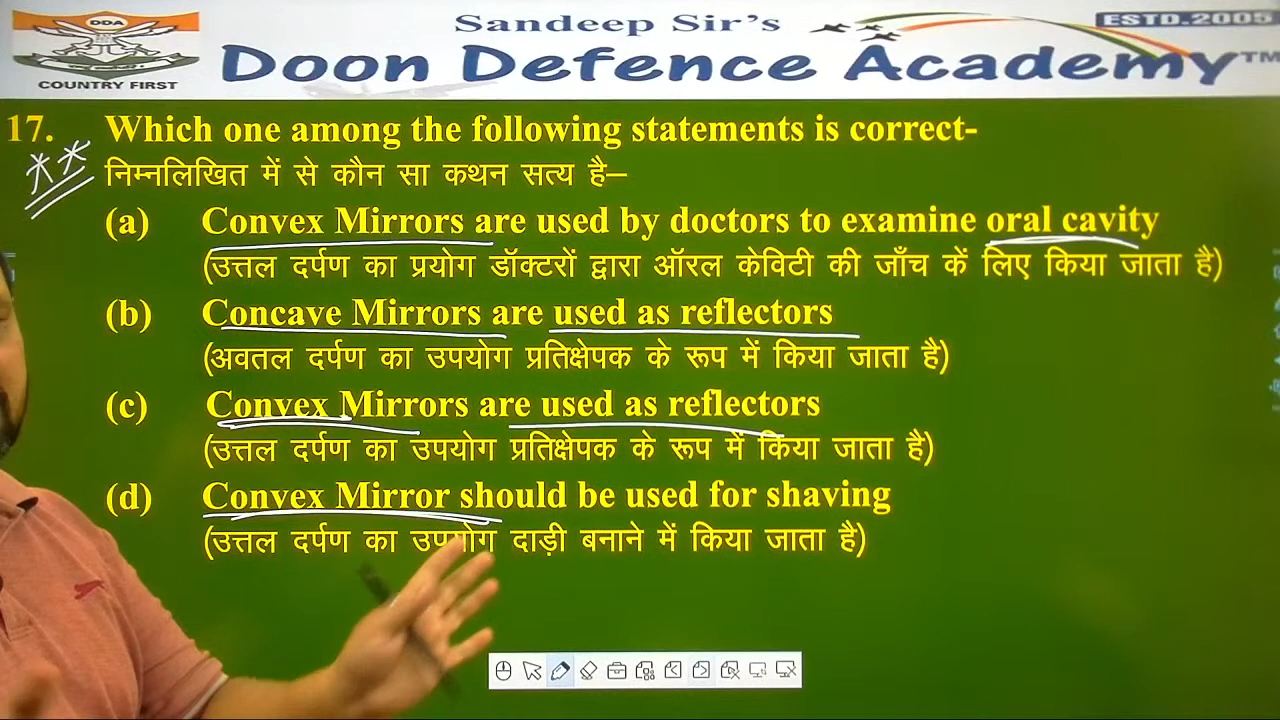 DDA
COUNTRY FIRST
Sandeep Sir's
ESTD.2005
Doon Defence Academy™
17. Which one among the following statements is correct-
निम्नलिखित में से कौन सा कथन सत्य है–
(a) Convex Mirrors are used by doctors to examine oral cavity
(उत्तल दर्पण का प्रयोग डॉक्टरों द्वारा ऑरल केविटी की जाँच कें लिए किया जाता है)
(b) Concave Mirrors are used as reflectors
(अवतल दर्पण का उपयोग प्रतिक्षेपक के रूप में किया जाता है)
(c) Convex Mirrors are used as reflectors
(उत्तल दर्पण का उपयोग प्रतिक्षेपक के रूप में किया जाता है)
(d) Convex Mirror should be used for shaving
(उत्तल दर्पण का उपयोग दाड़ी बनाने में किया जाता है)